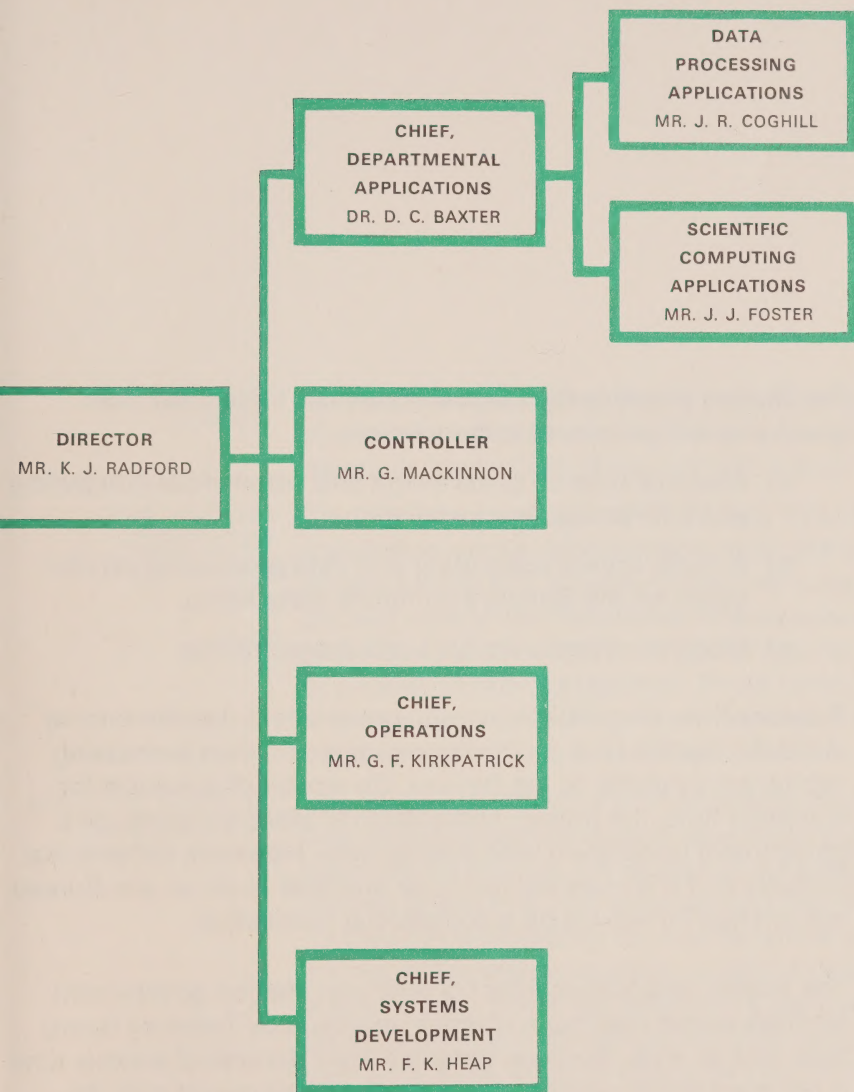 DATA
PROCESSING
APPLICATIONS
MR. J. R. COGHILL
CHIEF,
DEPARTMENTAL
APPLICATIONS
DR. D. C. BAXTER
SCIENTIFIC
COMPUTING
APPLICATIONS
MR. J. J. FOSTER
DIRECTOR
MR. K. J. RADFORD
CONTROLLER
MR. G. MACKINNON
CHIEF,
OPERATIONS
MR. G. F. KIRKPATRICK
CHIEF,
SYSTEMS
DEVELOPMENT
MR. F. K. HEAP